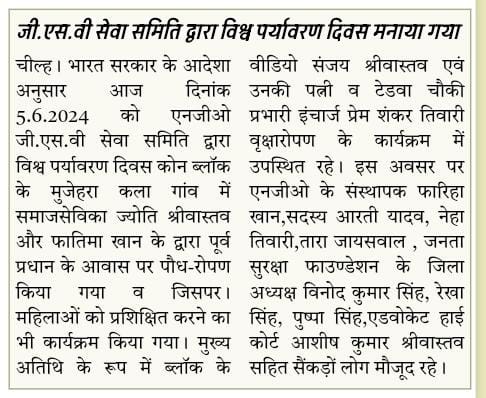 जी.एस.वी सेवा समिति द्वारा विश्व पर्यावरण दिवस मनाया गया
चील्ह। भारत सरकार के आदेश
अनुसार आज दिनांक
5.6.2024 को एनजीओ
जी.एस.वी सेवा समिति द्वारा
विश्व पर्यावरण दिवस कोन ब्लॉक
के मुजेहरा कला गांव में
समाजसेविका ज्योति श्रीवास्तव
और फातिमा खान के द्वारा पूर्व
प्रधान के आवास पर पौध-रोपण
किया गया व जिसपर।
महिलाओं को प्रशिक्षित करने का
भी कार्यक्रम किया गया। मुख्य
अतिथि के रूप में ब्लॉक के
वीडियो संजय श्रीवास्तव एवं
उनकी पत्नी व टेडवा चौकी
प्रभारी इंचार्ज प्रेम शंकर तिवारी
वृक्षारोपण के कार्यक्रम में
उपस्थित रहे। इस अवसर पर
एनजीओ के संस्थापक फारिहा
खान,सदस्य आरती यादव, नेहा
तिवारी,तारा जायसवाल , जनता
सुरक्षा फाउण्डेशन के जिला
अध्यक्ष विनोद कुमार सिंह, रेखा
सिंह, पुष्पा सिंह,एडवोकेट हाई
कोर्ट आशीष कुमार श्रीवास्तव
सहित सैंकड़ों लोग मौजूद रहे।